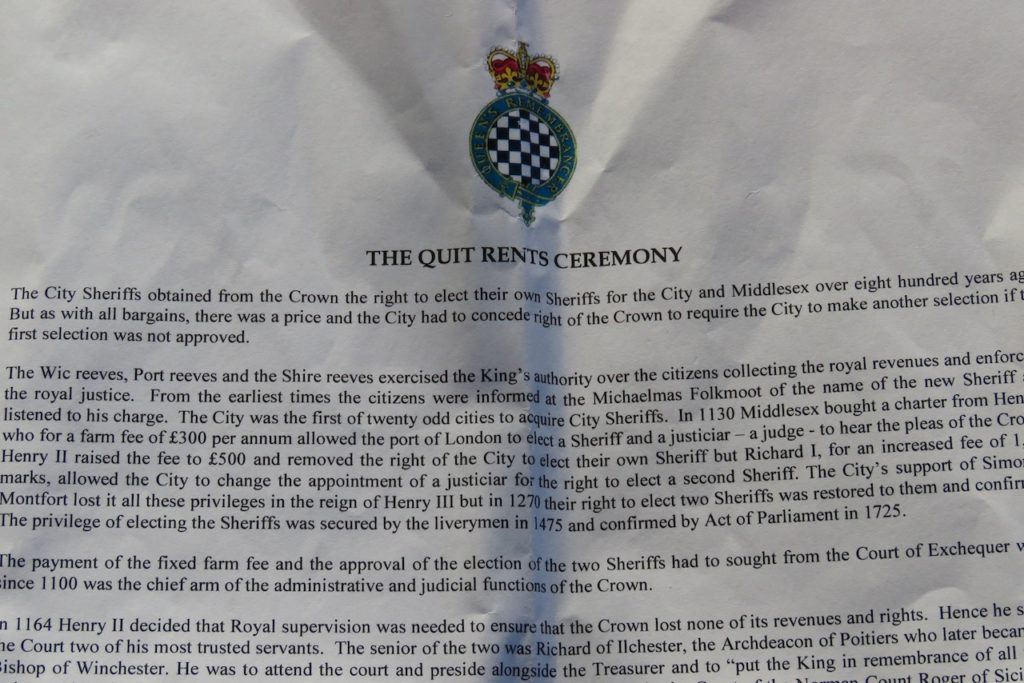 QUEEN'S REMEMBRANCER
THE QUIT RENTS CEREMONY
The City Sheriffs obtained from the Crown the right to elect their own Sheriffs for the City and Middlesex over eight hundred years
But as with all bargains, there was a price and the City had to concede right of the Crown to require the City to make another selection if
first selection was not approved.
The Wic reeves, Port reeves and the Shire reeves exercised the King's authority over the citizens collecting the royal revenues and
the royal justice. From the earliest times the citizens were informed at the Michaelmas Folkmoot of the name of the new Sheriff
listened to his charge. The City was the first of twenty odd cities to acquire City Sheriffs. In 1130 Middlesex bought a charter from
who for a farm fee of £300 per annum allowed the port of London to elect a Sheriff and a justiciar – a judge - to hear the pleas of the
Henry II raised the fee to £500 and removed the right of the City to elect their own Sheriff but Richard I, for an increased fee of
marks, allowed the City to change the appointment of a justiciar for the right to elect a second Sheriff. The City's support of
Montfort lost it all these privileges in the reign of Henry III but in 1270 their right to elect two Sheriffs was restored to them and
The privilege of electing the Sheriffs was secured by the liverymen in 1475 and confirmed by Act of Parliament in 1725.
The payment of the fixed farm fee and the approval of the election of the two Sheriffs had to sought from the Court of Exchequer
since 1100 was the chief arm of the administrative and judicial functions of the Crown.
In 1164 Henry II decided that Royal supervision was needed to ensure that the Crown lost none of its revenues and rights. Hence he
the Court two of his most trusted servants. The senior of the two was Richard of Ilchester, the Archdeacon of Poitiers who later
Bishop of Winchester. He was to attend the court and preside alongside the Treasurer and to "put the King in remembrance of all
Norman Count Roger of